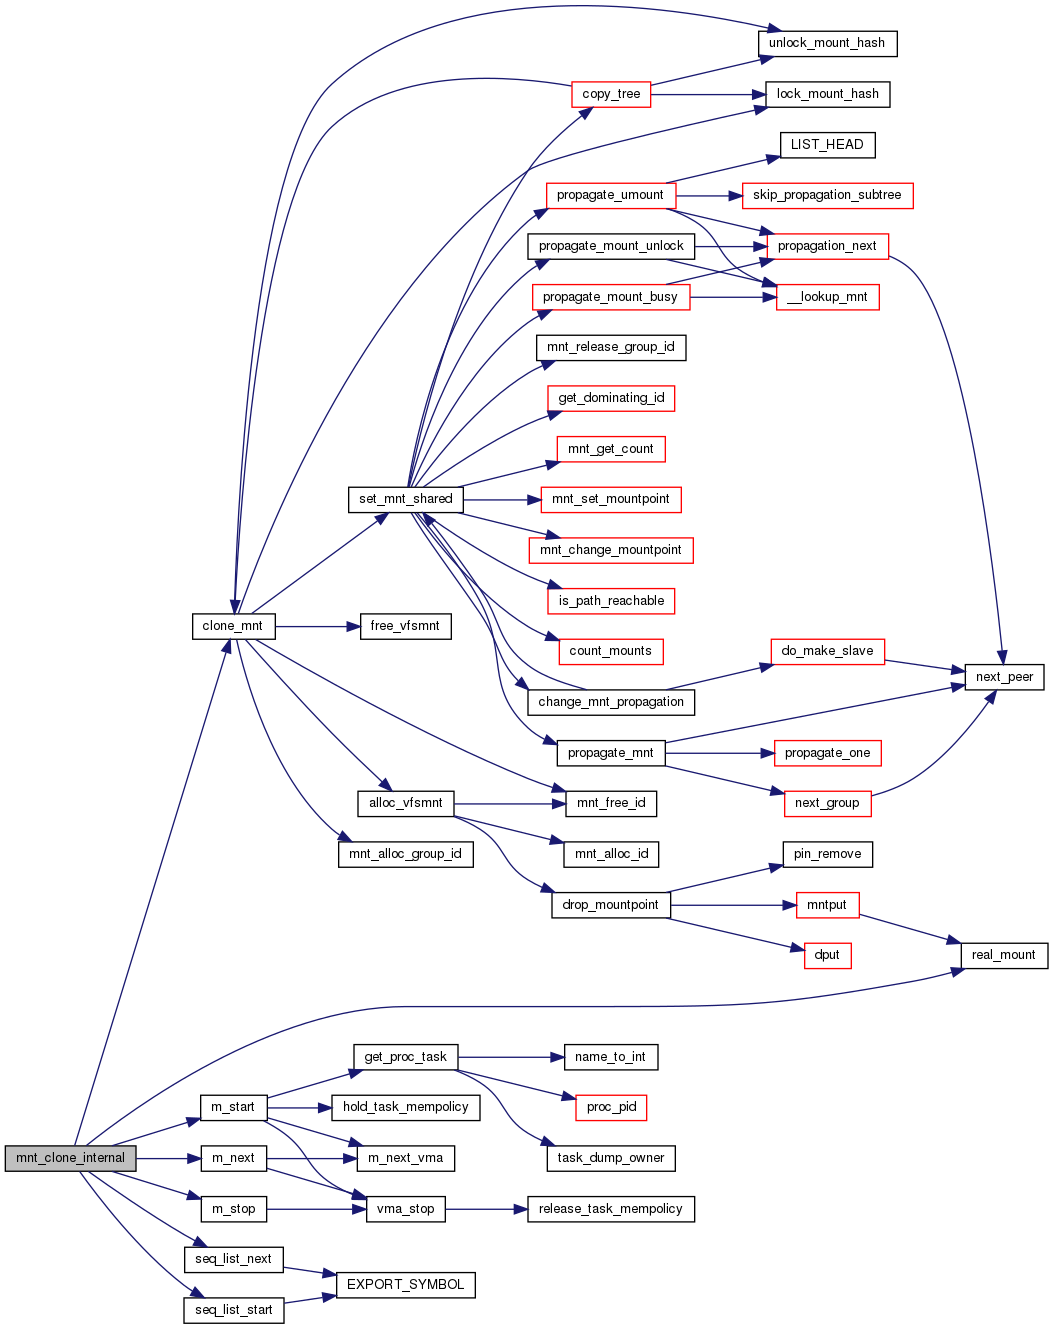 unlock_mount_hash
copy_tree
lock_mount_hash
LIST_HEAD
propagate_umount
skip_propagation_subtree
propagate_mount_unlock
propagation_next
propagate_mount_busy
__lookup_mnt
mnt_release_group_id
get_dominating_id
mnt_get_count
set_mnt_shared
mnt_set_mountpoint
mnt_change_mountpoint
is_path_reachable
clone_mnt
free_vfsmnt
count_mounts
do_make_slave
next_peer
change_mnt_propagation
propagate_mnt
propagate_one
alloc_vfsmnt
mnt_free_id
next_group
mnt_alloc_group_id
mnt_alloc_id
pin_remove
drop_mountpoint
mntput
dput
real_mount
get_proc_task
name_to_int
m_start
hold_task_mempolicy
proc_pid
mnt_clone_internal
m_next
m_next_vma
task_dump_owner
m_stop
vma_stop
release_task_mempolicy
seq_list_next
EXPORT_SYMBOL
seq_list_start